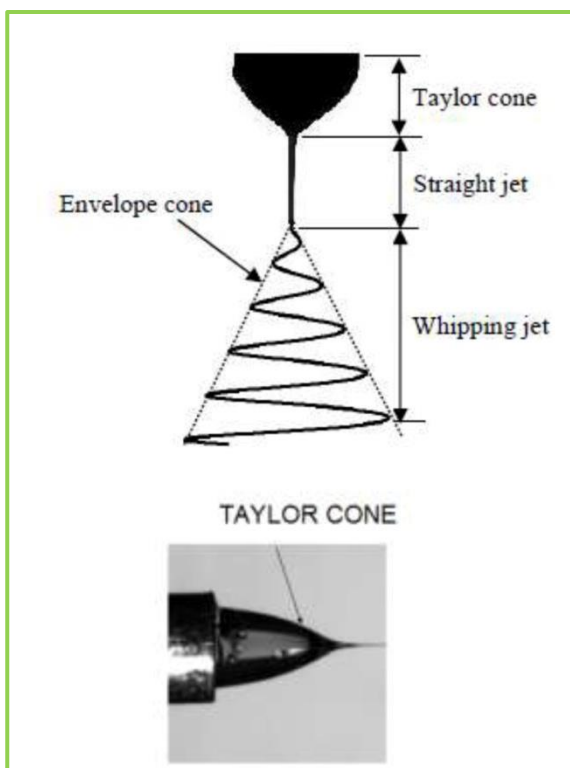 Taylor cone
Straight jet
Envelope cone
Whipping jet
TAYLOR CONE